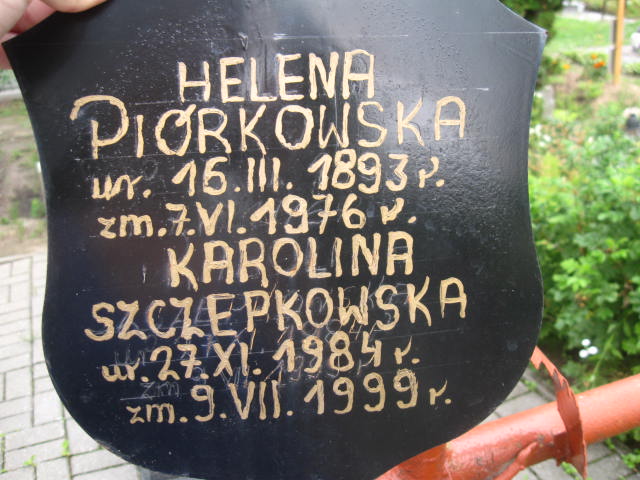 HELENA
PIÓRKOWSKA
ur. 16.III. 1893 r.
zm. 7.VI. 1976 r.
KAROLINA
SZCZEPKOWSKA
ur. 27.XI. 1984 r.
zm. 9.VII. 1999 r.